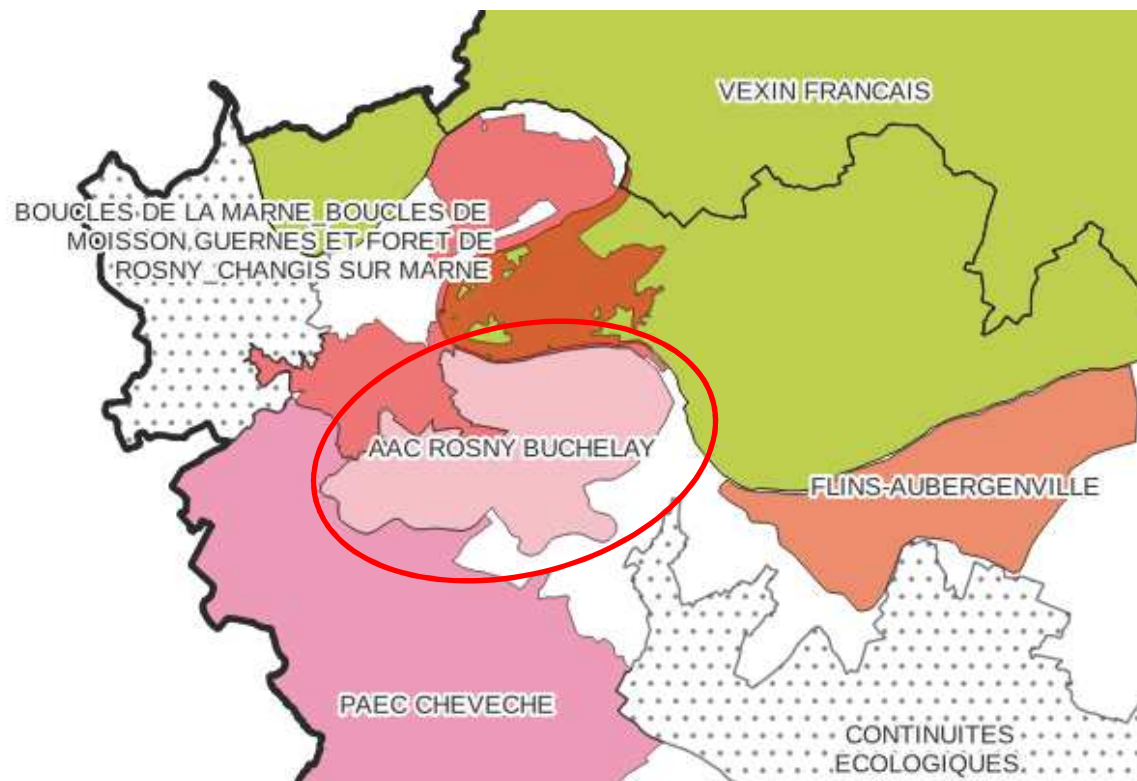 VEXIN FRANCAIS
BOUCLES DE LA MARNE_BOUCLES DE
MOISSON,GUERNES ET FORET DE
ROSNY_CHANGIS SUR MARNE
AAC ROSNY BUCHELAY
FLINS-AUBERGENVILLE
PAEC CHEVECHE
CONTINUITES
ECOLOGIQUES